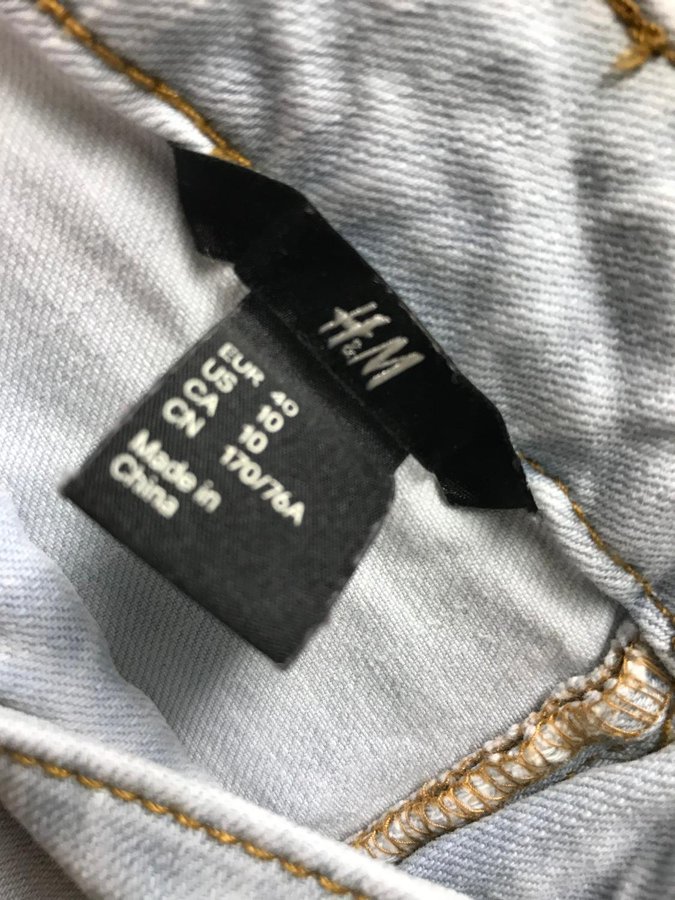 H&M
EUR 40
US 10
CA 10
CN 170/76A
Made in
China